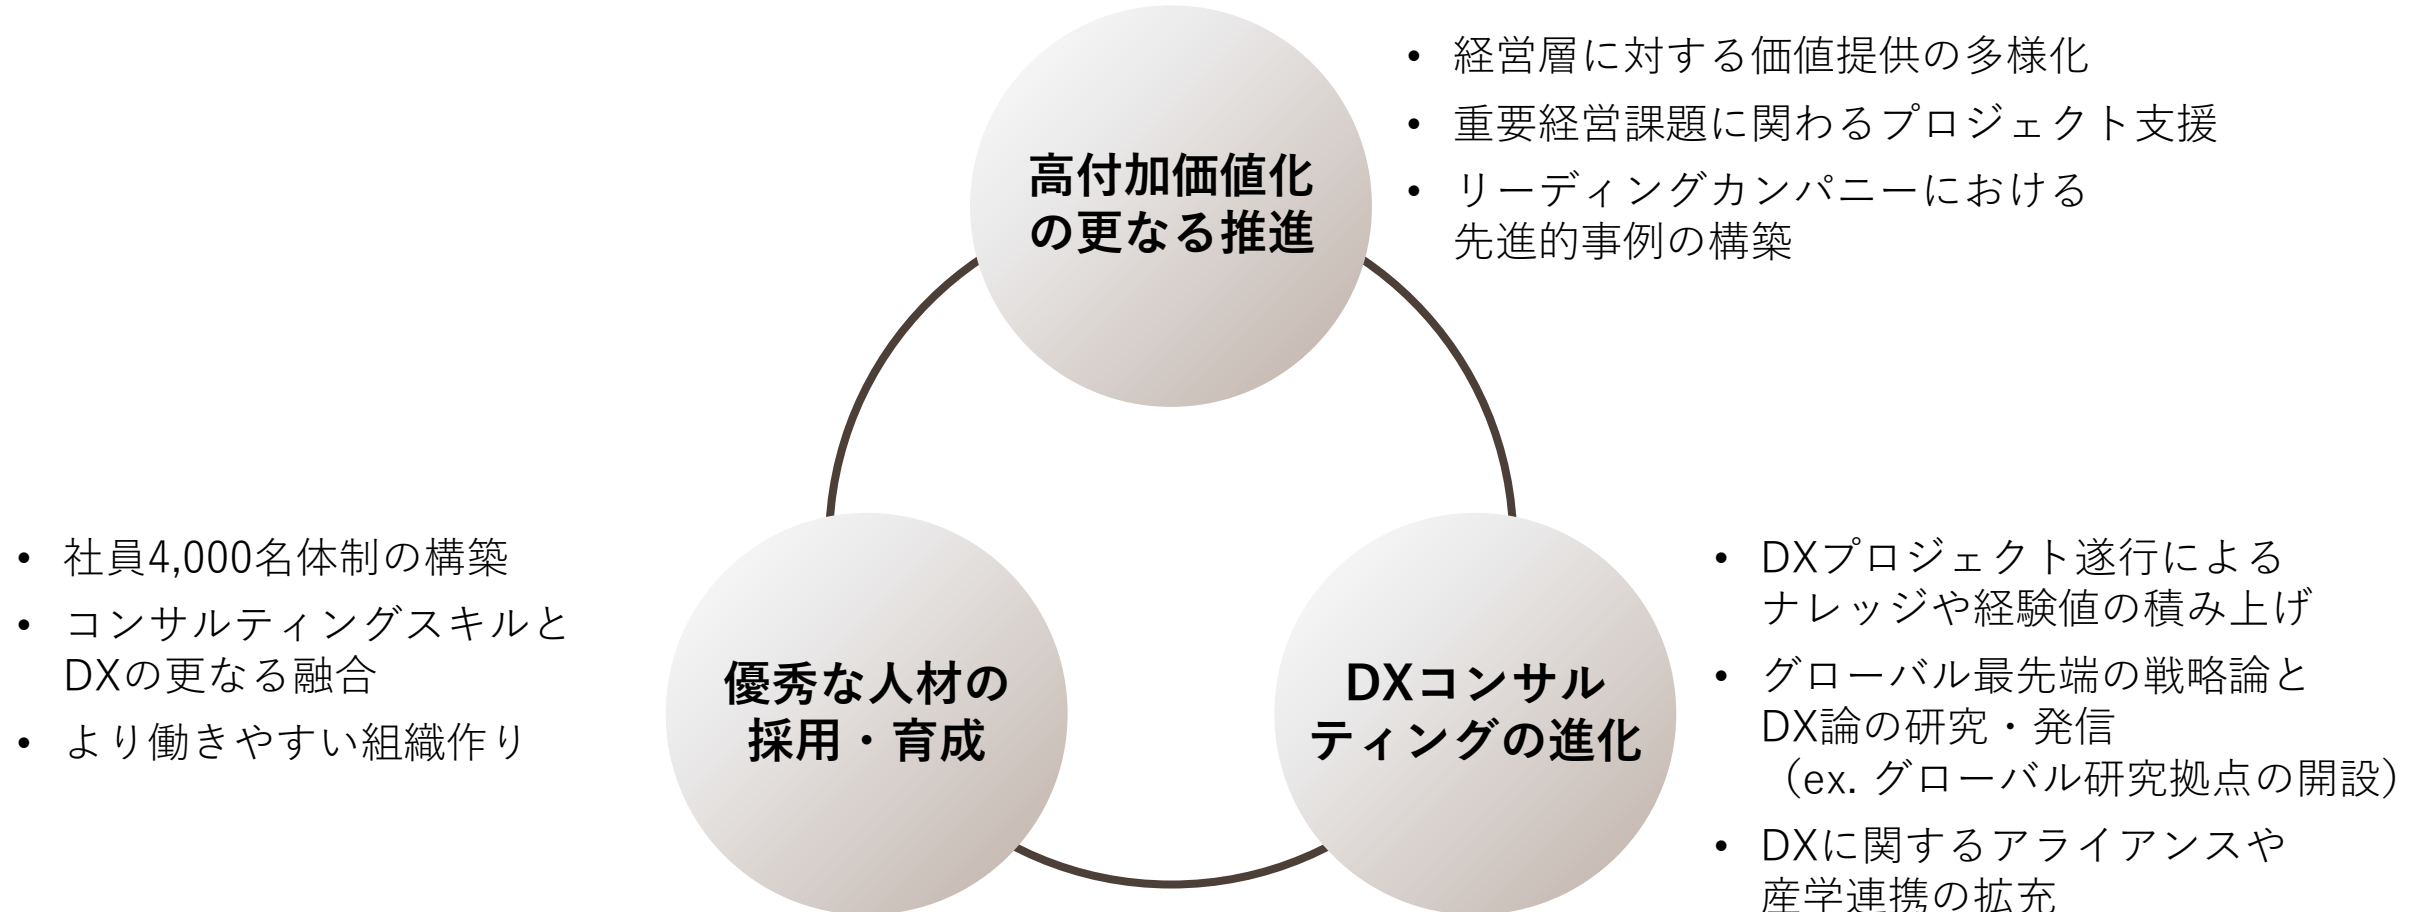 高付加価値化
の更なる推進
• 経営層に対する価値提供の多様化
• 重要経営課題に関わるプロジェクト支援
• リーディングカンパニーにおける
先進的事例の構築
• 社員4,000名体制の構築
• コンサルティングスキルと
DXの更なる融合
• より働きやすい組織作り
優秀な人材の
採用・育成
DXコンサル
ティングの進化
• DXプロジェクト遂行による
ナレッジや経験値の積み上げ
• グローバル最先端の戦略論と
DX論の研究・発信
（ex. グローバル研究拠点の開設）
• DXに関するアライアンスや
産学連携の拡充